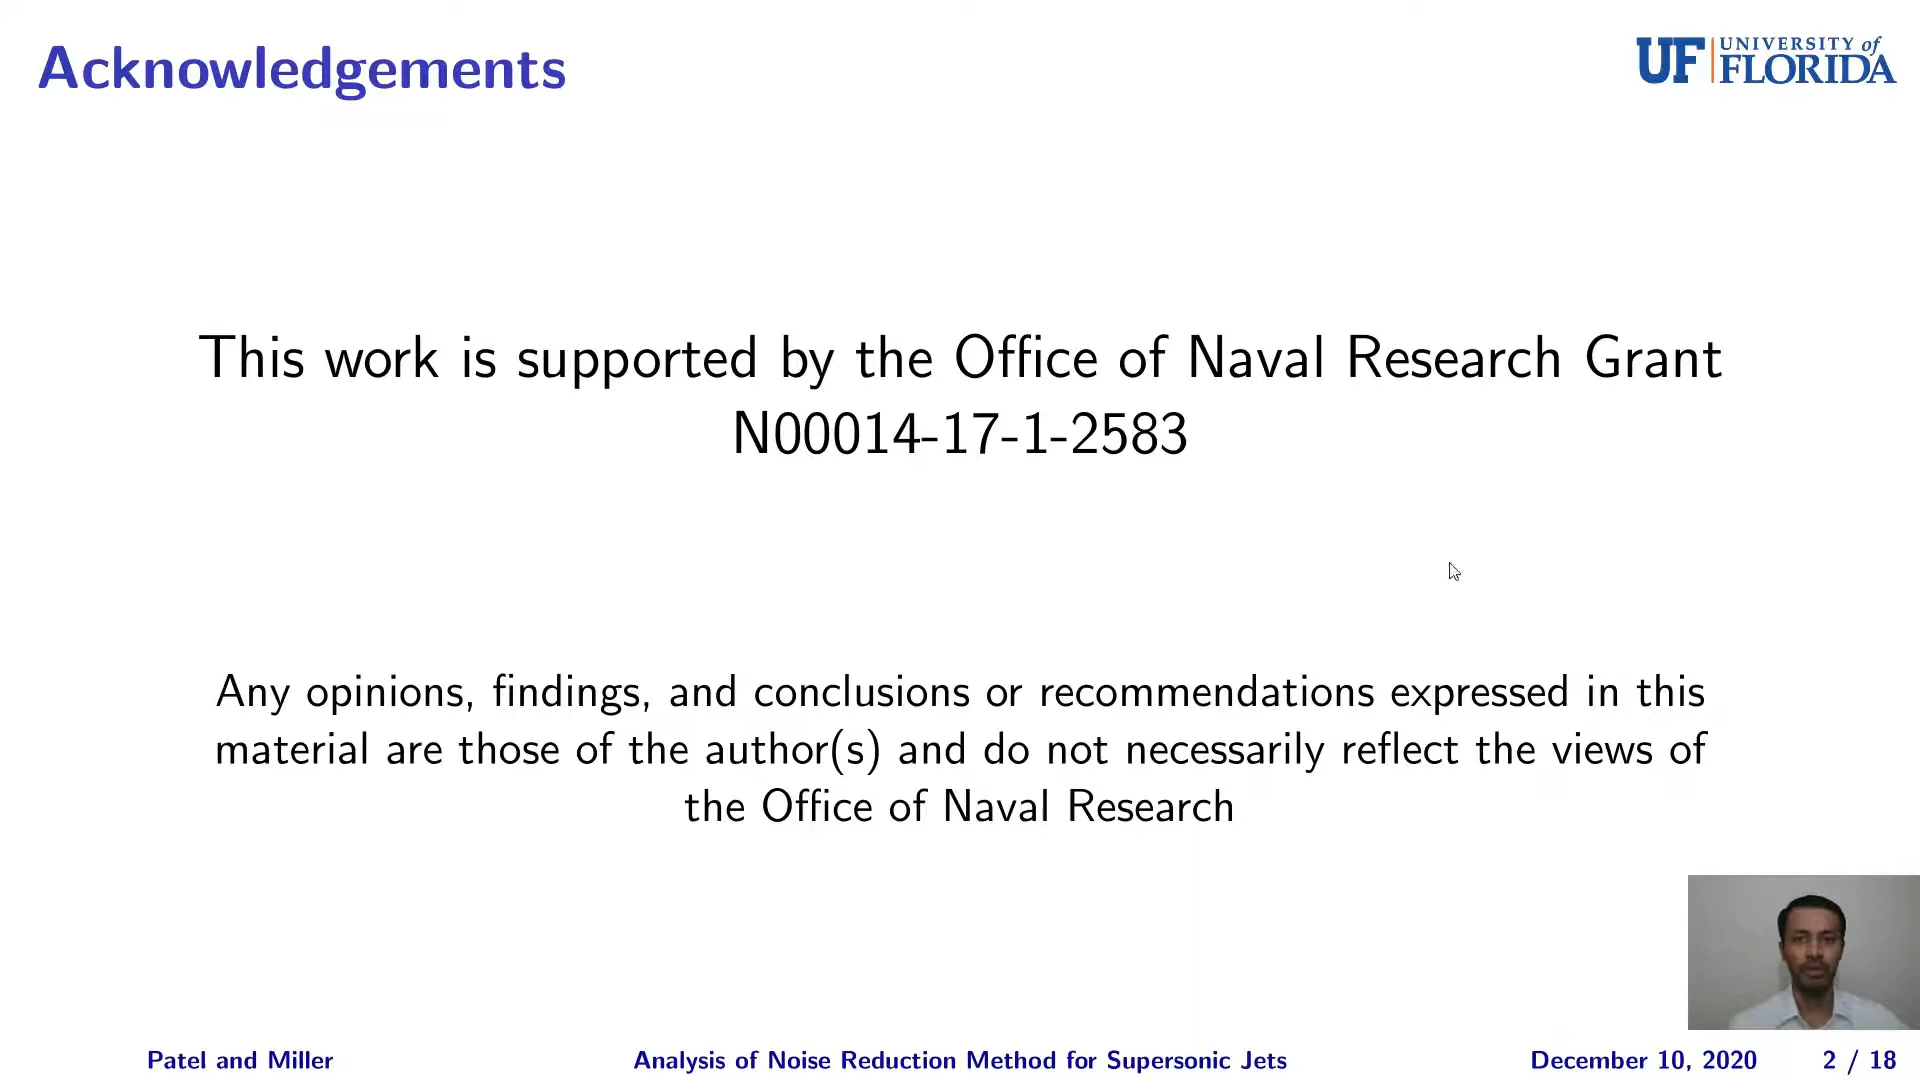 Acknowledgements
UF UNIVERSITY of
FLORIDA
This work is supported by the Office of Naval Research Grant
N00014-17-1-2583
Any opinions, findings, and conclusions or recommendations expressed in this
material are those of the author(s) and do not necessarily reflect the views of
the Office of Naval Research
Patel and Miller Analysis of Noise Reduction Method for Supersonic Jets December 10, 2020 2 / 18